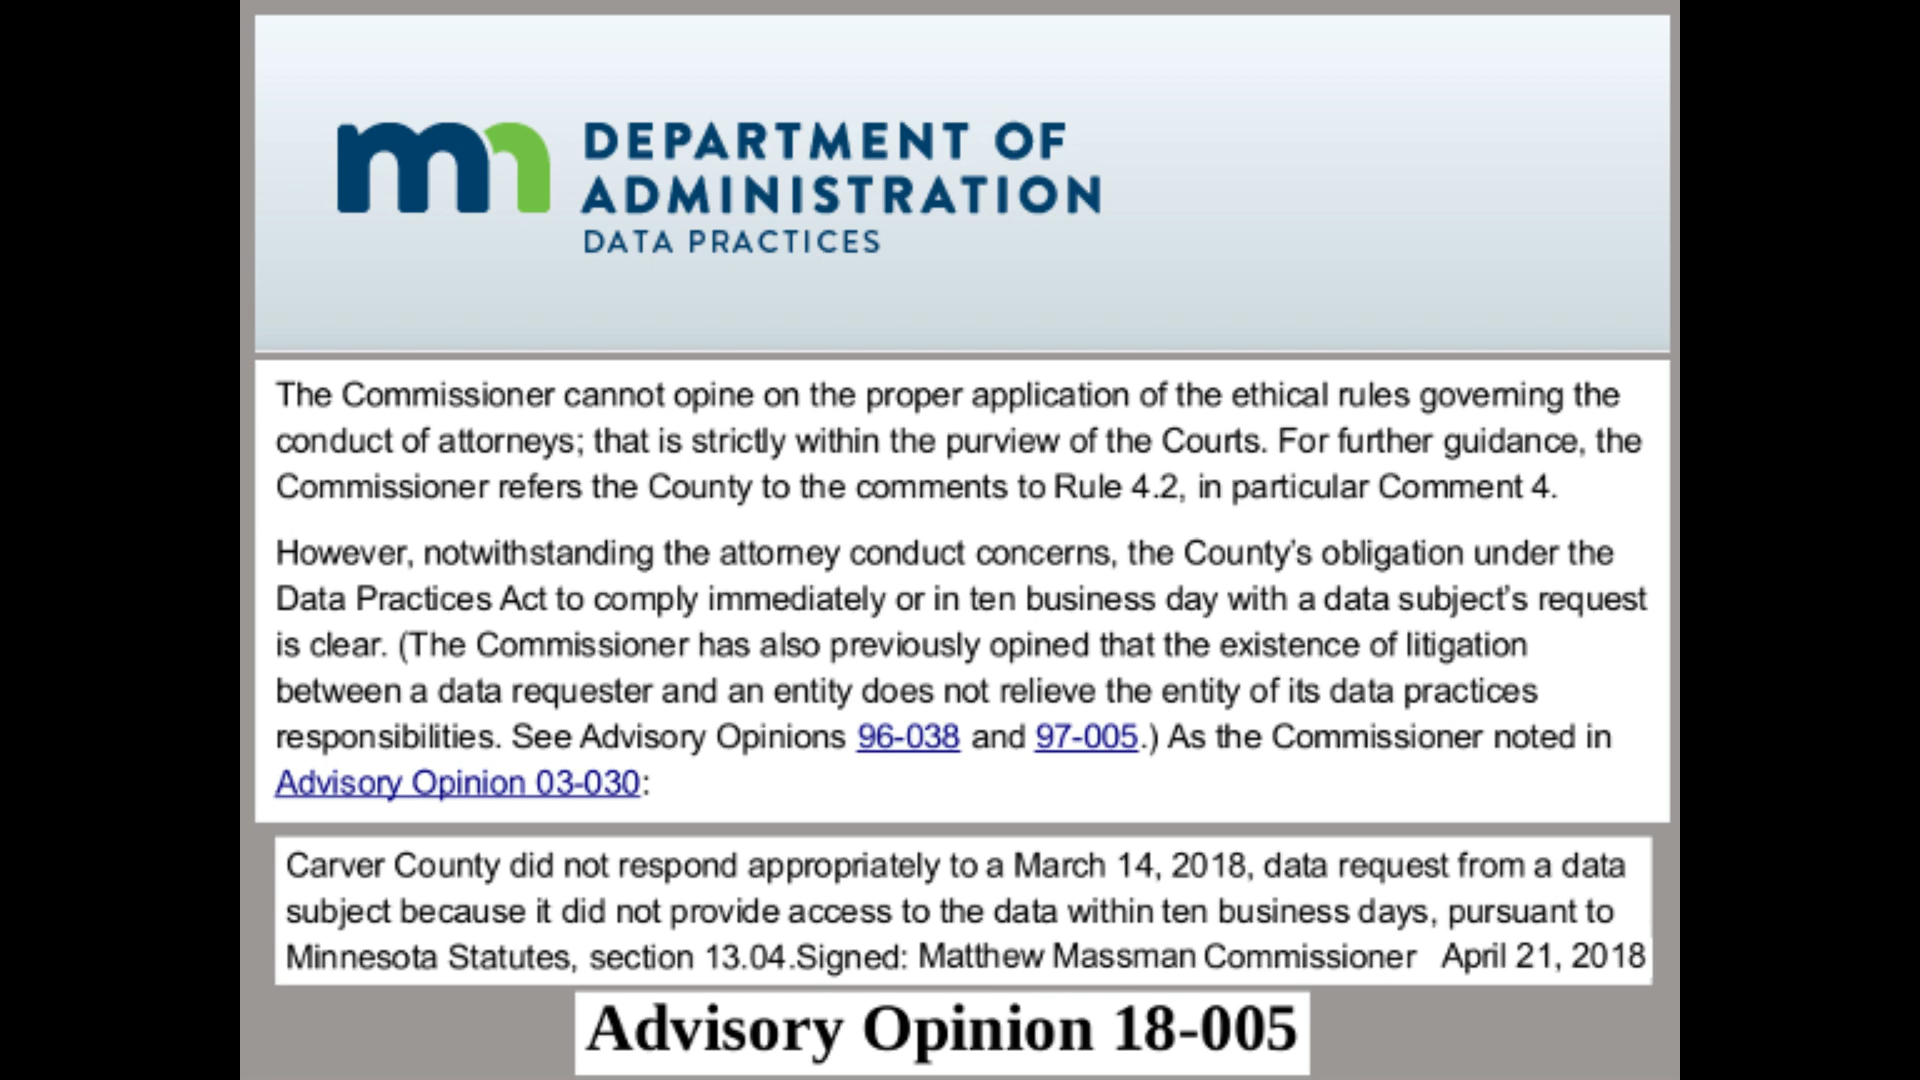 mn DEPARTMENT OF
ADMINISTRATION
DATA PRACTICES
The Commissioner cannot opine on the proper application of the ethical rules governing the
conduct of attorneys; that is strictly within the purview of the Courts. For further guidance, the
Commissioner refers the County to the comments to Rule 4.2, in particular Comment 4.
However, notwithstanding the attorney conduct concerns, the County's obligation under the
Data Practices Act to comply immediately or in ten business day with a data subject's request
is clear. (The Commissioner has also previously opined that the existence of litigation
between a data requester and an entity does not relieve the entity of its data practices
responsibilities. See Advisory Opinions 96-038 and 97-005.) As the Commissioner noted in
Advisory Opinion 03-030:
Carver County did not respond appropriately to a March 14, 2018, data request from a data
subject because it did not provide access to the data within ten business days, pursuant to
Minnesota Statutes, section 13.04.Signed: Matthew Massman Commissioner April 21, 2018
Advisory Opinion 18-005